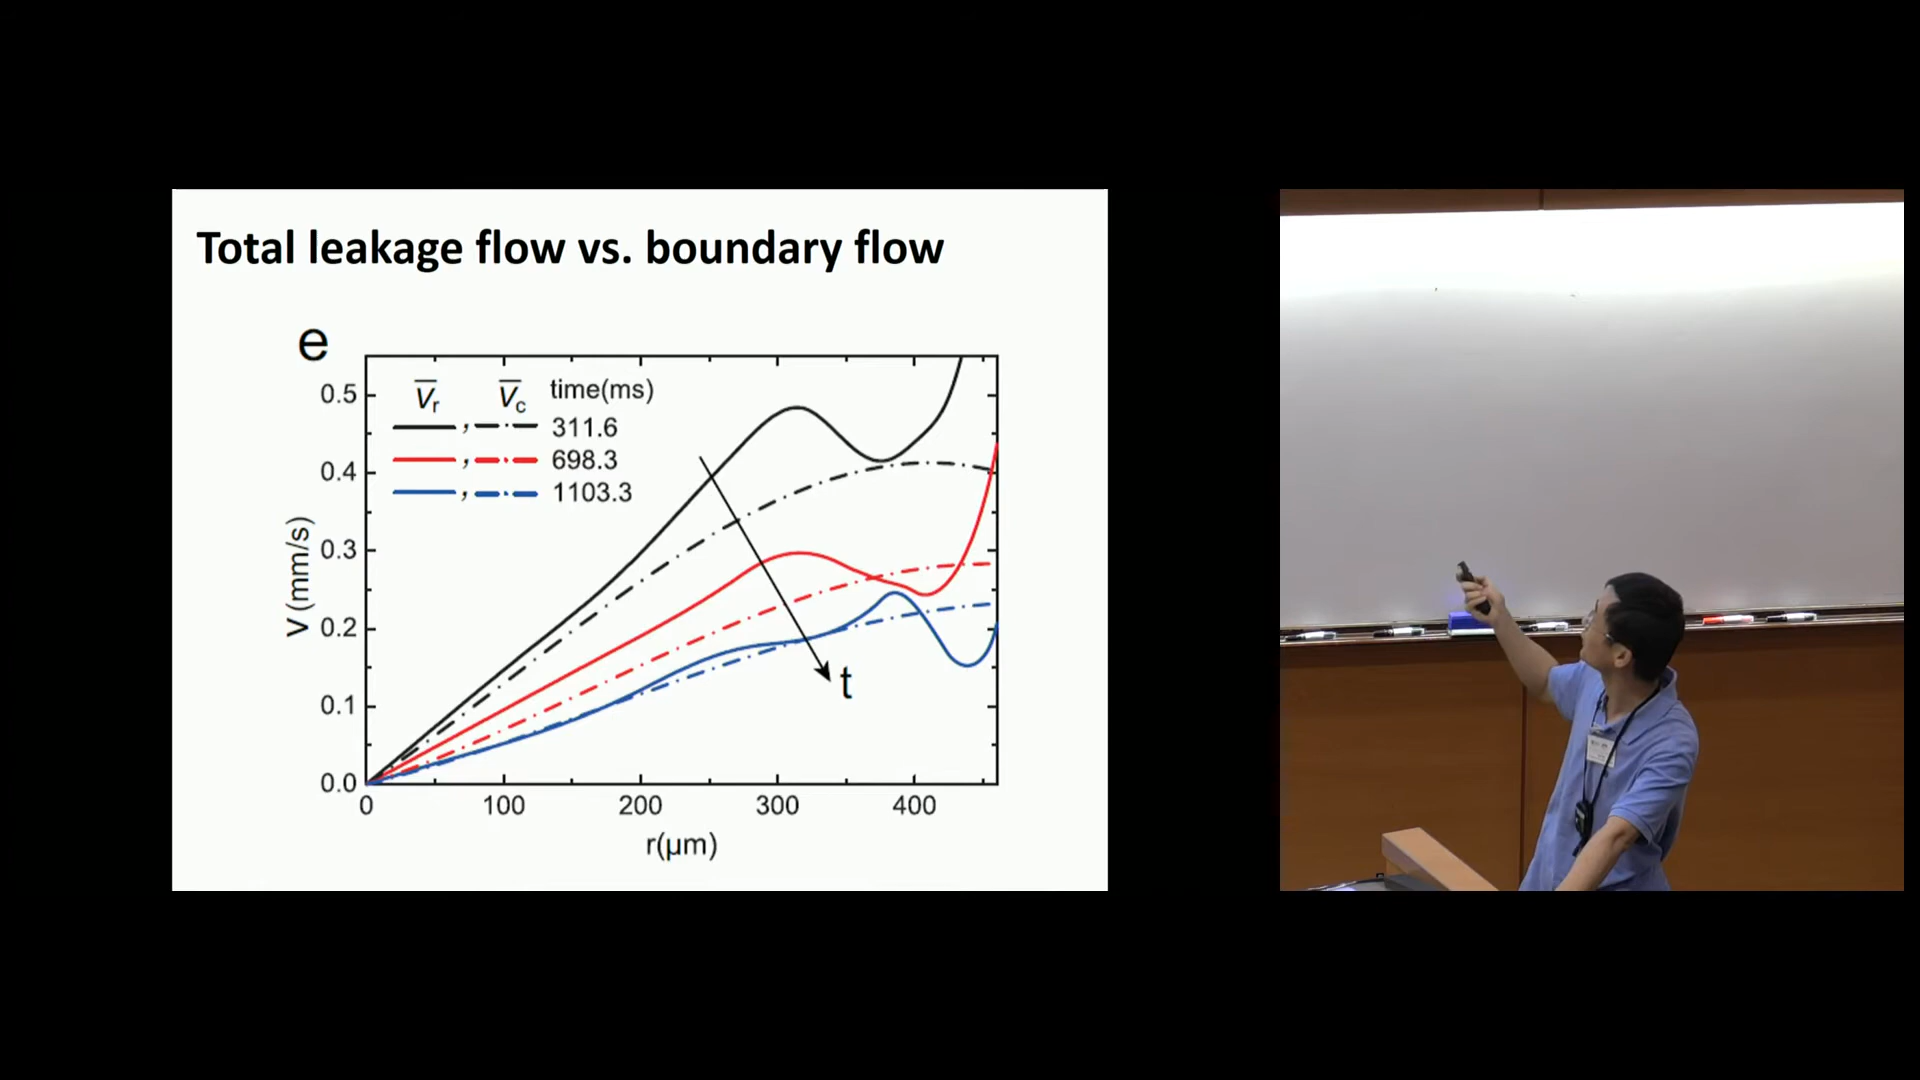 Total leakage flow vs. boundary flow
e
V̅r V̅c time(ms)
, 311.6
, 698.3
, 1103.3
0.5
0.4
0.3
0.2
0.1
0.0
V (mm/s)
t
0 100 200 300 400
r(μm)